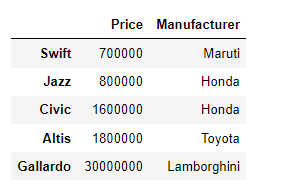 Price Manufacturer
Swift 700000 Maruti
Jazz 800000 Honda
Civic 1600000 Honda
Altis 1800000 Toyota
Gallardo 30000000 Lamborghini